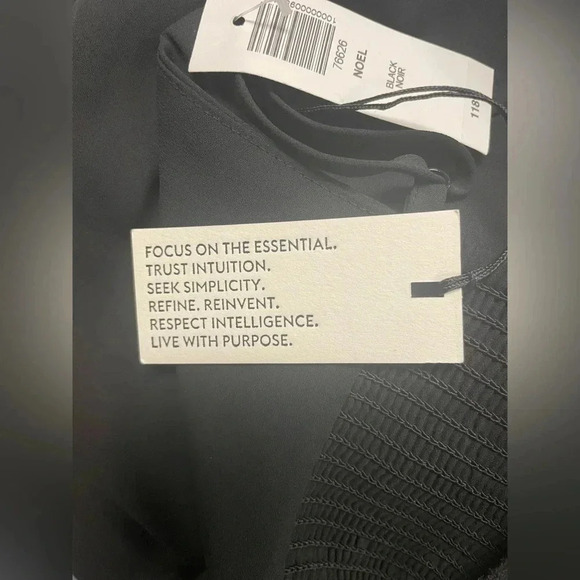 76626
NOEL
BLACK
NOIR
118
FOCUS ON THE ESSENTIAL.
TRUST INTUITION.
SEEK SIMPLICITY.
REFINE. REINVENT.
RESPECT INTELLIGENCE.
LIVE WITH PURPOSE.